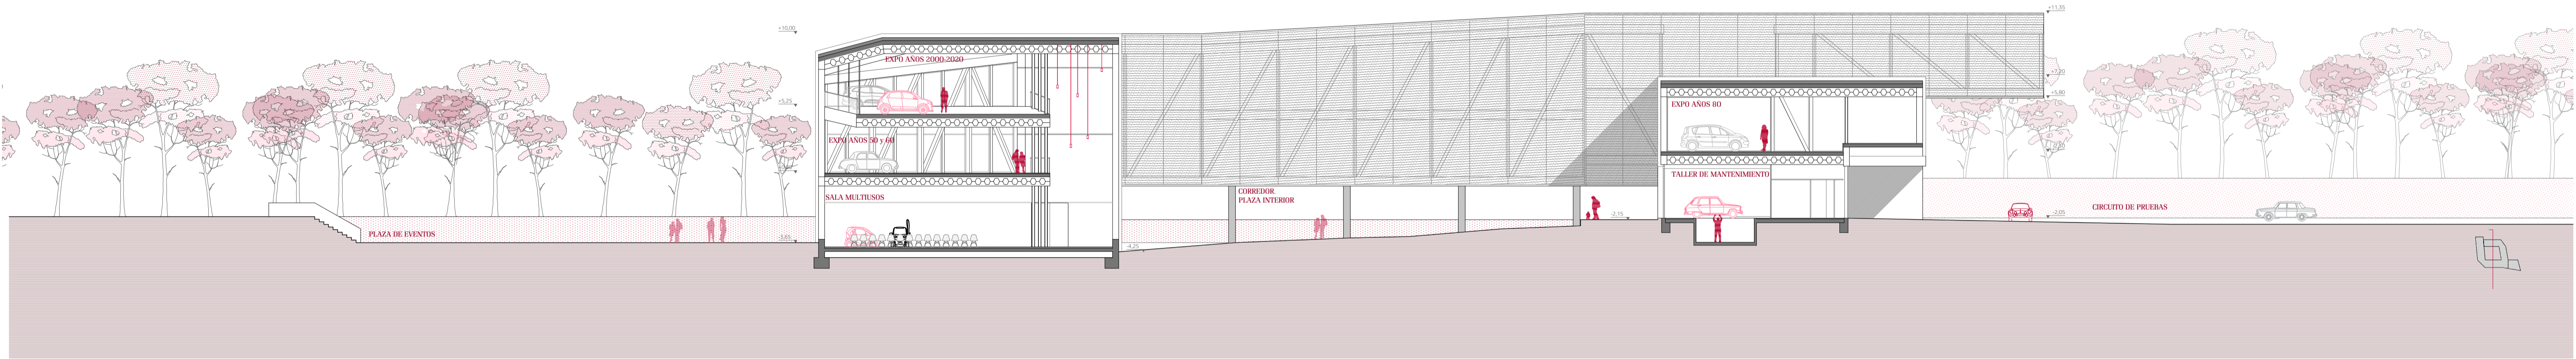 +11,35
+10,00
EXPO AÑOS 2000-2020
+7,20
+5,80
+5,25
EXPO AÑOS 80
EXPO AÑOS 50 y 60
TALLER DE MANTENIMIENTO
SALA MULTIUSOS
CORREDOR.
PLAZA INTERIOR
CIRCUITO DE PRUEBAS
-2,15
-2,05
PLAZA DE EVENTOS
-3,65
-4,25